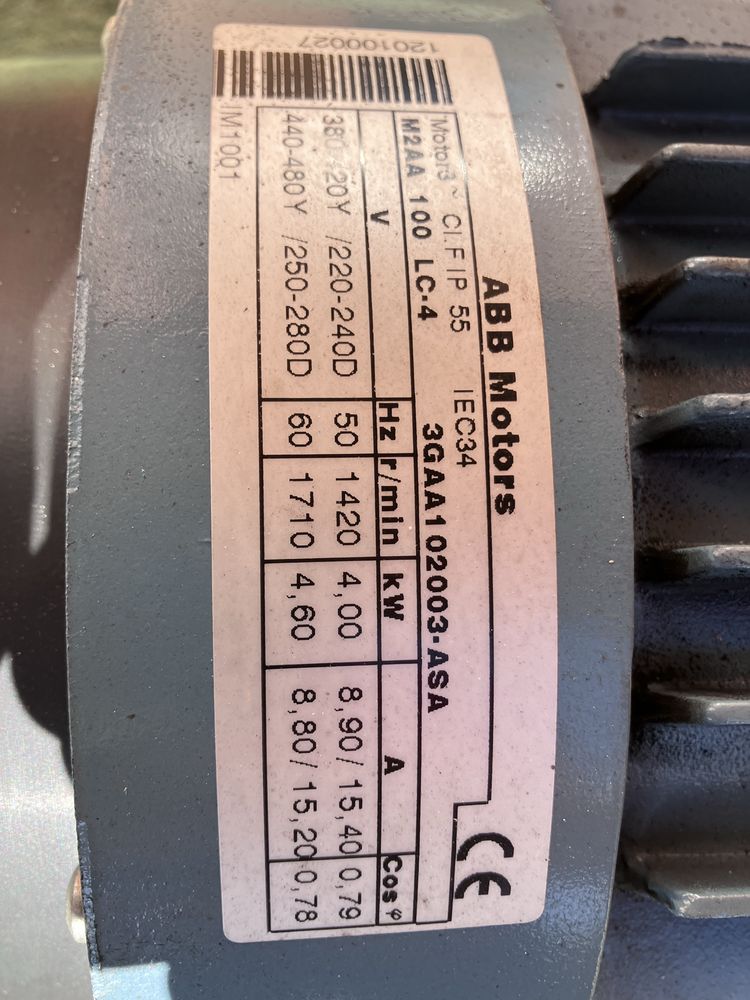 ABB Motors
CE
Motor3 ~ Cl.F IP 55 IEC34
M2AA 100 LC-4 3GAA102003-ASA
V Hz r/min kW A Cos φ
380-420Y /220-240D 50 1420 4,00 8,90/15,40 0,79
440-480Y /250-280D 60 1710 4,60 8,80/15,20 0,78
IM1001
120100027